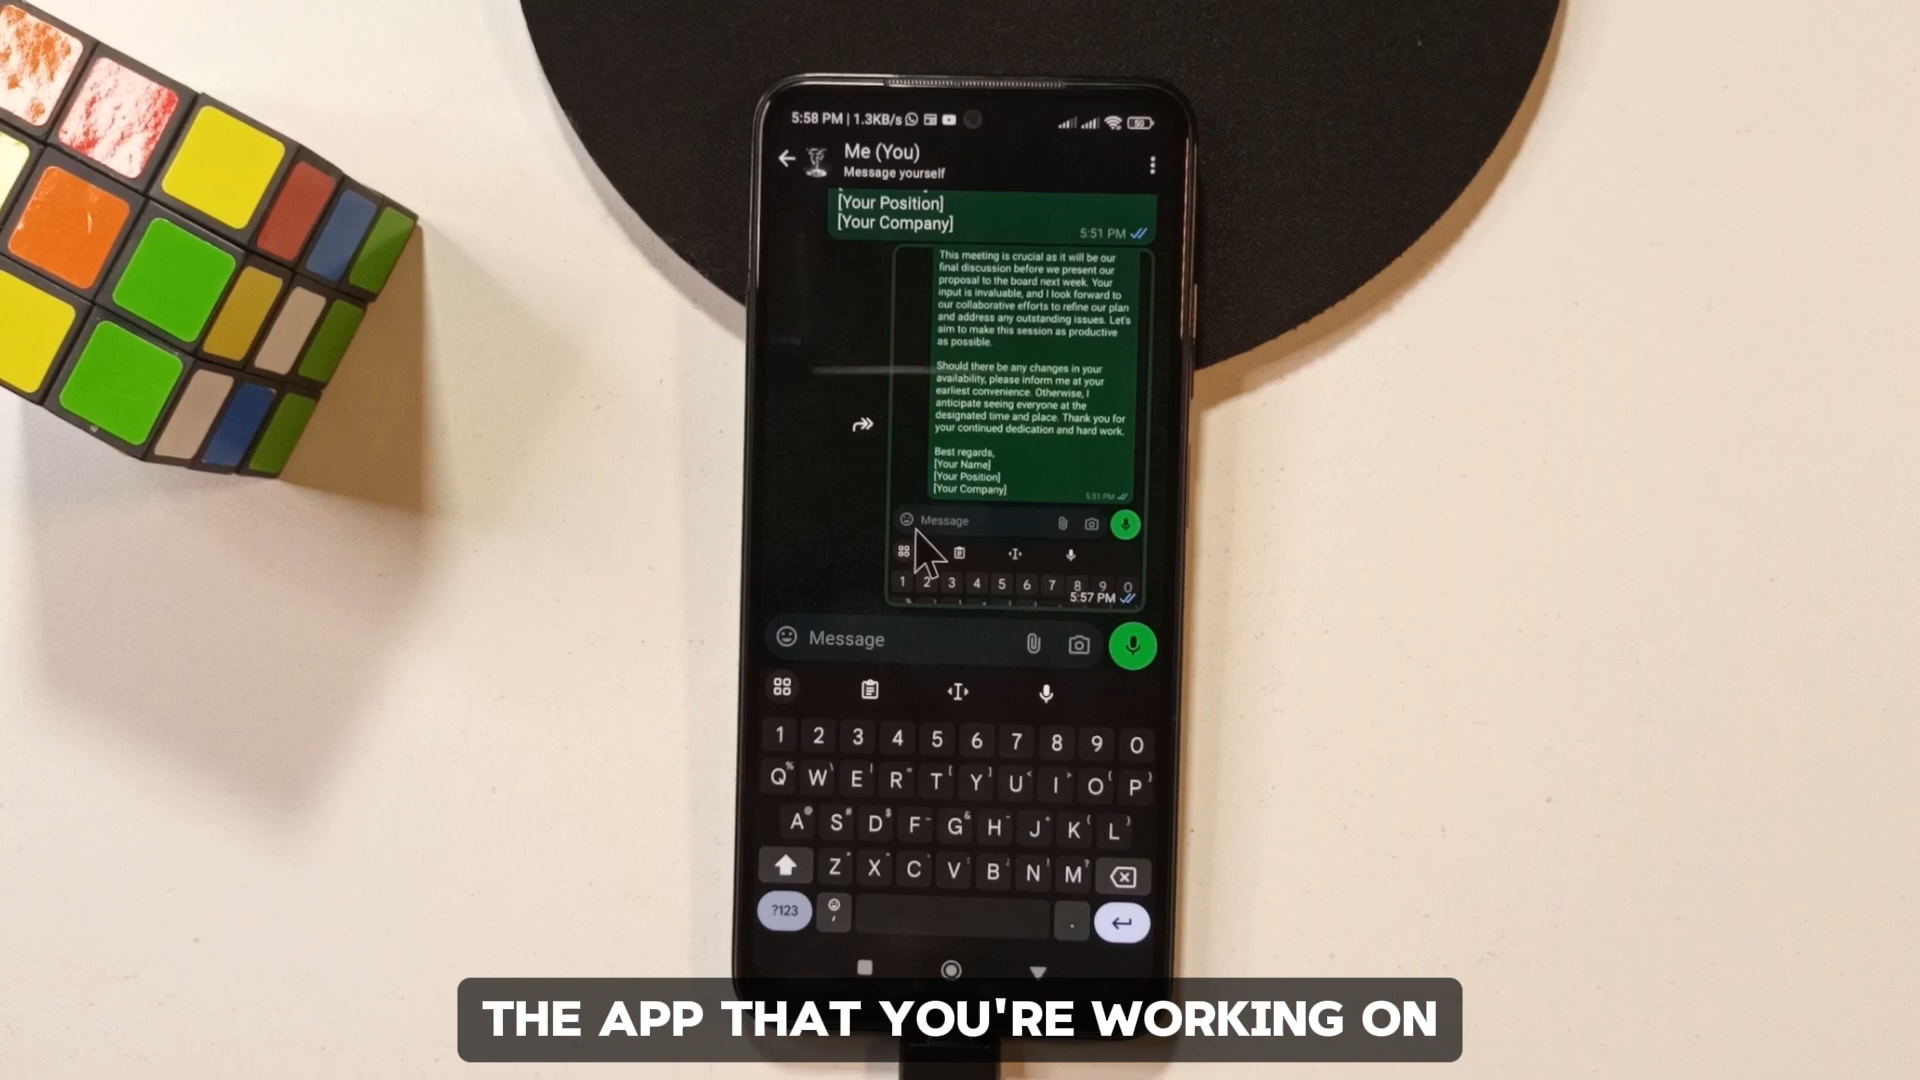 5:58 PM | 1.3KB/s
50
Me (You)
Message yourself
[Your Position]
[Your Company]
5:51 PM
This meeting is crucial as it will be our
final discussion before we present our
proposal to the board next week. Your
input is invaluable, and I look forward to
our collaborative efforts to refine our plan
and address any outstanding issues. Let's
aim to make this session as productive
as possible.
Should there be any changes in your
availability, please inform me at your
earliest convenience. Otherwise, I
anticipate seeing everyone at the
designated time and place. Thank you for
your continued dedication and hard work.
Best regards,
[Your Name]
[Your Position]
[Your Company]
5:51 PM
Message
1 2 3 4 5 6 7 8 9 0
5:57 PM
Message
1 2 3 4 5 6 7 8 9 0
Q W E R T Y U I O P
A S D F G H J K L
Z X C V B N M
?123 , .
THE APP THAT YOU'RE WORKING ON